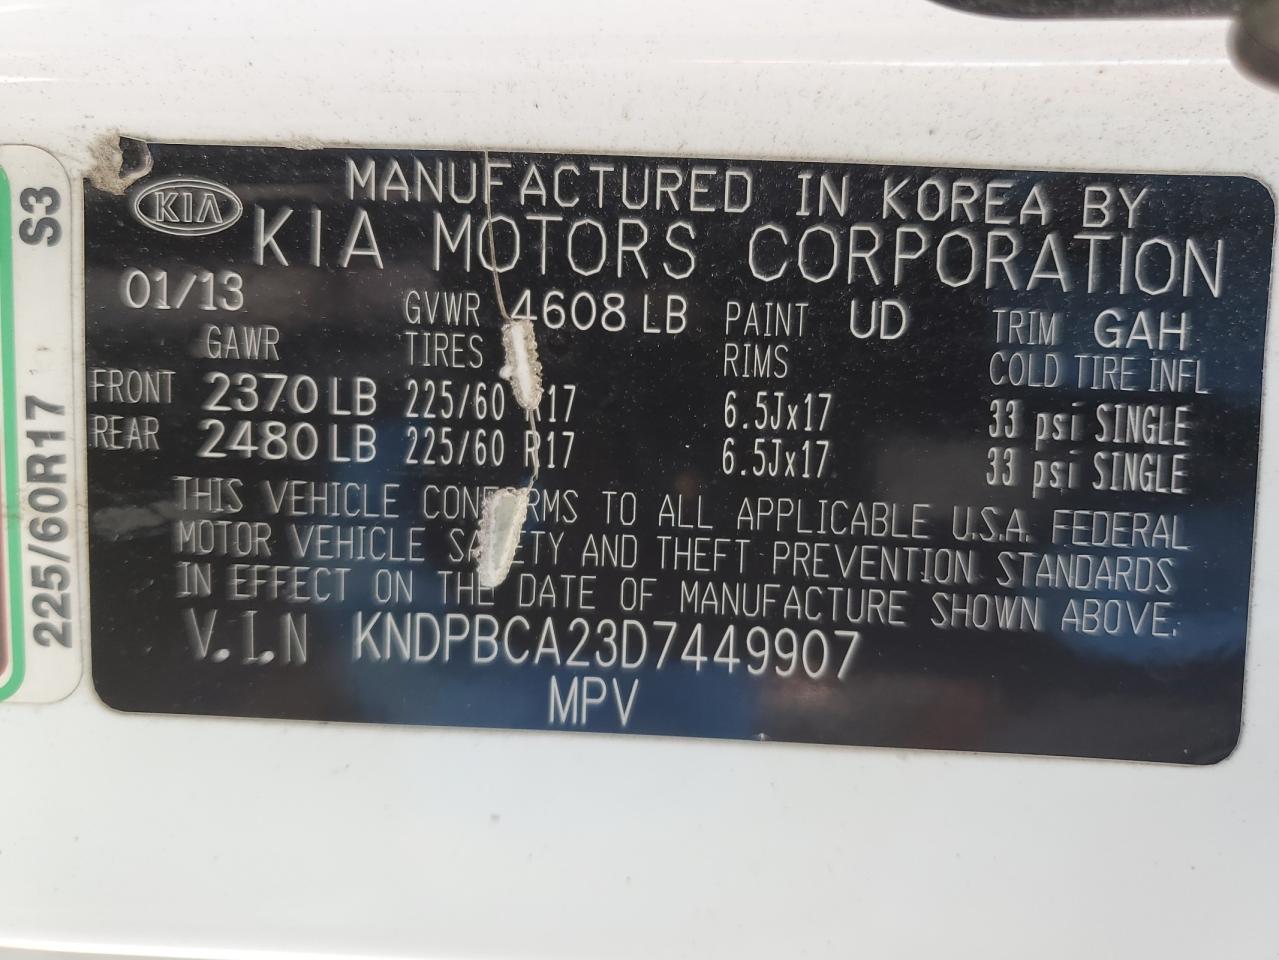 MANUFACTURED IN KOREA BY
KIA
KIA MOTORS CORPORATION
01/13 GVWR 4608 LB PAINT UD TRIM GAH
GAWR TIRES RIMS COLD TIRE INFL
FRONT 2370 LB 225/60 R17 6.5Jx17 33 psi SINGLE
REAR 2480 LB 225/60 R17 6.5Jx17 33 psi SINGLE
THIS VEHICLE CONFORMS TO ALL APPLICABLE U.S.A. FEDERAL
MOTOR VEHICLE SAFETY AND THEFT PREVENTION STANDARDS
IN EFFECT ON THE DATE OF MANUFACTURE SHOWN ABOVE.
V.I.N KNDPBCA23D7449907
MPV
225/60R17 S3